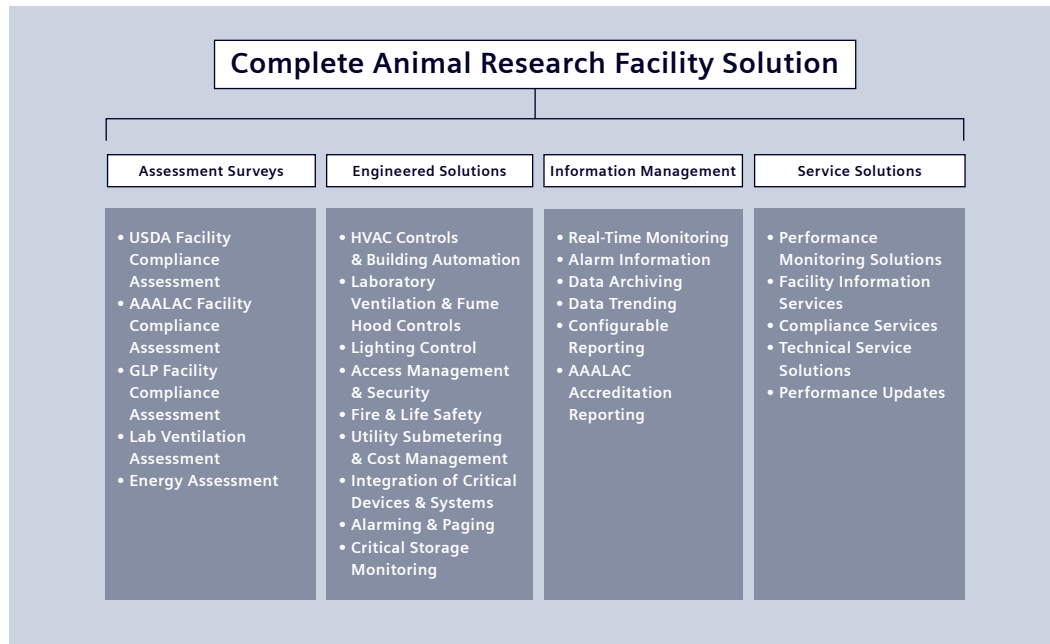 Complete Animal Research Facility Solution
Assessment Surveys
• USDA Facility
Compliance
Assessment
• AAALAC Facility
Compliance
Assessment
• GLP Facility
Compliance
Assessment
• Lab Ventilation
Assessment
• Energy Assessment
Engineered Solutions
• HVAC Controls
& Building Automation
• Laboratory
Ventilation & Fume
Hood Controls
• Lighting Control
• Access Management
& Security
• Fire & Life Safety
• Utility Submetering
& Cost Management
• Integration of Critical
Devices & Systems
• Alarming & Paging
• Critical Storage
Monitoring
Information Management
• Real-Time Monitoring
• Alarm Information
• Data Archiving
• Data Trending
• Configurable
Reporting
• AAALAC
Accreditation
Reporting
Service Solutions
• Performance
Monitoring Solutions
• Facility Information
Services
• Compliance Services
• Technical Service
Solutions
• Performance Updates